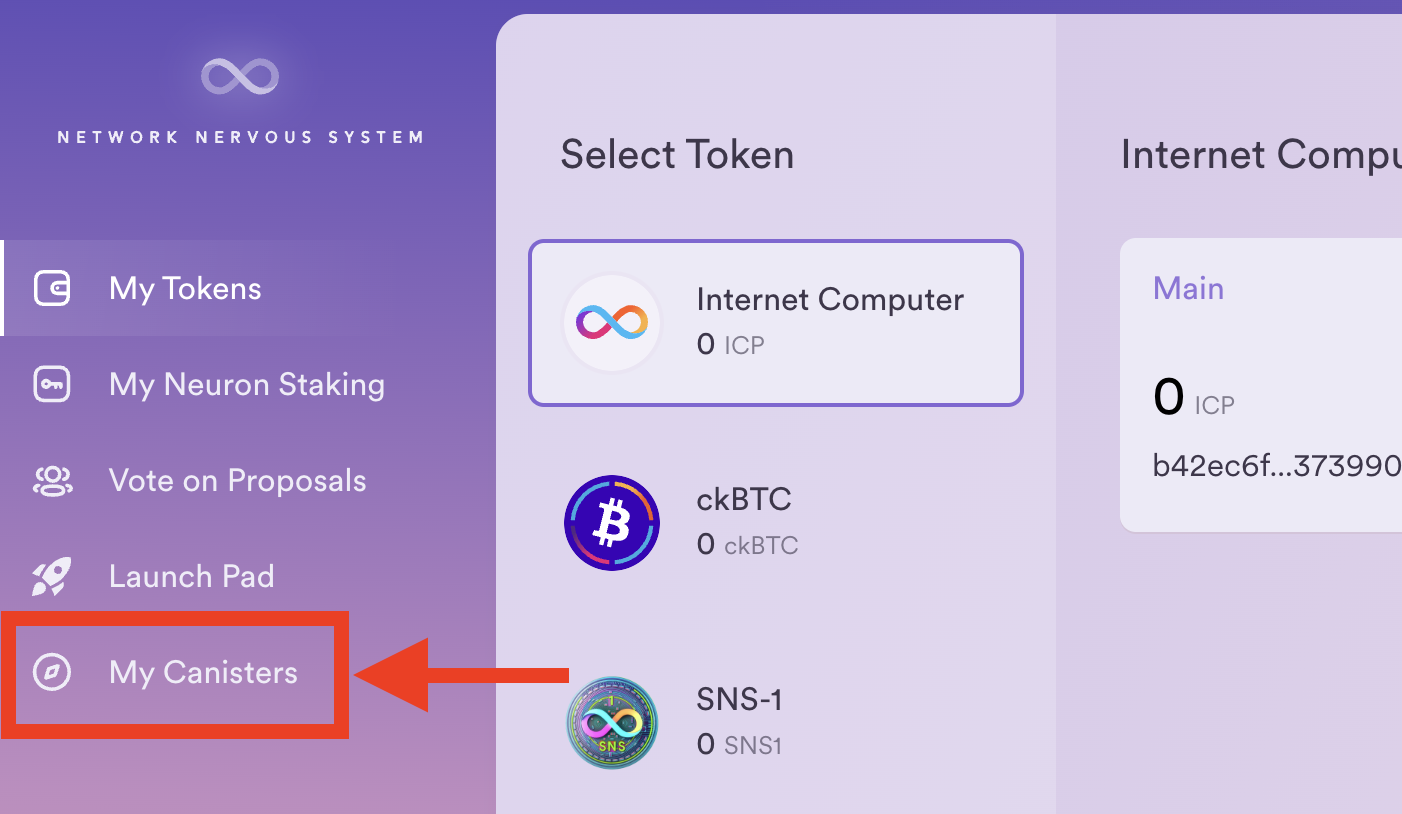 NETWORK NERVOUS SYSTEM
My Tokens
My Neuron Staking
Vote on Proposals
Launch Pad
My Canisters
Select Token
Internet Computer
0 ICP
ckBTC
0 ckBTC
1
SNS
SNS-1
0 SNS1
Internet Compu
Main
0 ICP
b42ec6f...373990